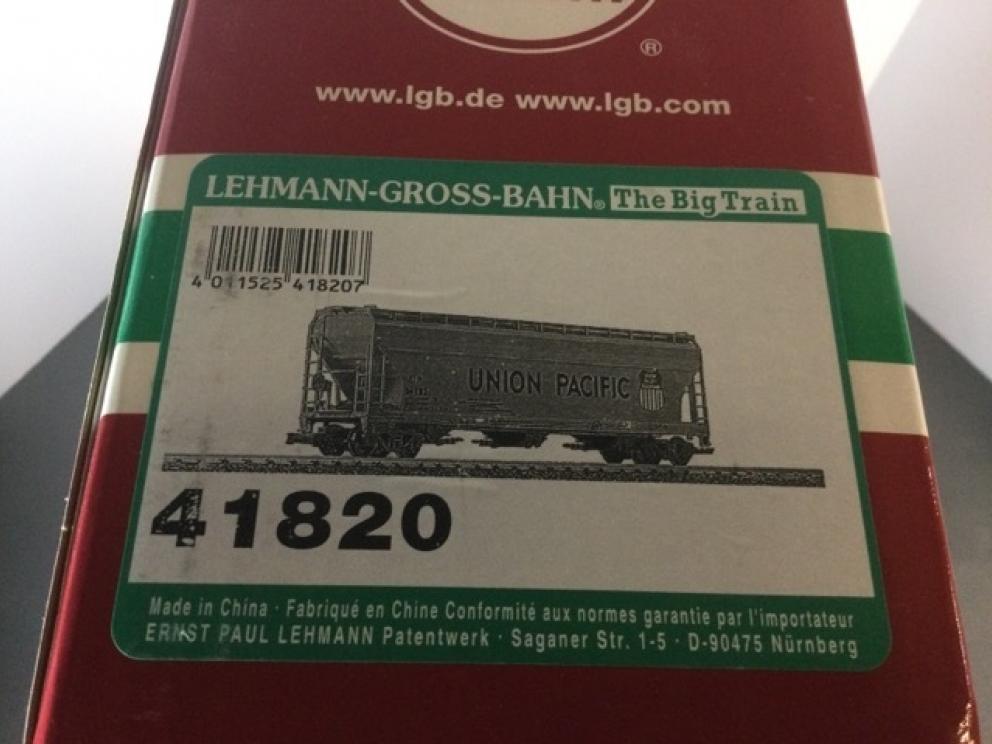 ®
www.lgb.de www.lgb.com
LEHMANN-GROSS-BAHN® The Big Train
4 011525 418207
UNION PACIFIC
41820
Made in China · Fabriqué en Chine Conformité aux normes garantie par l'importateur
ERNST PAUL LEHMANN Patentwerk · Saganer Str. 1-5 · D-90475 Nürnberg